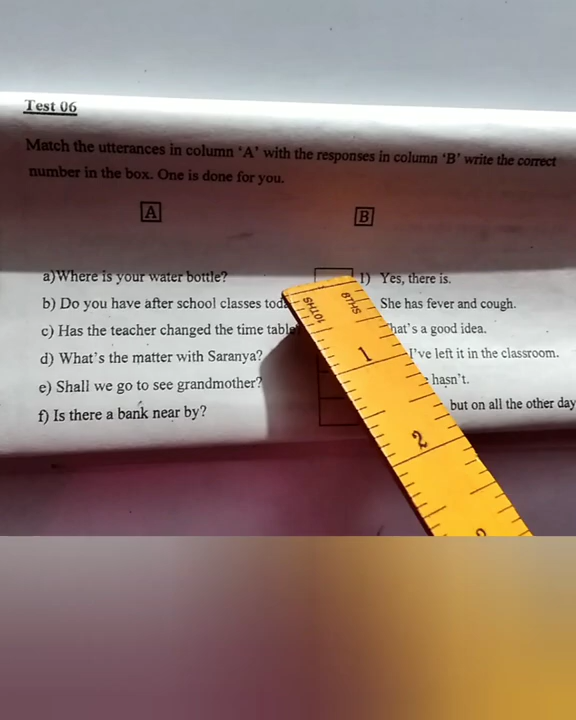 Test 06
Match the utterances in column ‘A’ with the responses in column ‘B’ write the correct
number in the box. One is done for you.
A B
a)Where is your water bottle? 1) Yes, there is.
b) Do you have after school classes She has fever and cough.
c) Has the teacher changed the time table That's a good idea.
d) What's the matter with Saranya? I've left it in the classroom.
e) Shall we go to see grandmother? hasn't.
f) Is there a bank near by? but on all the other day
10THS 8THS
1
2